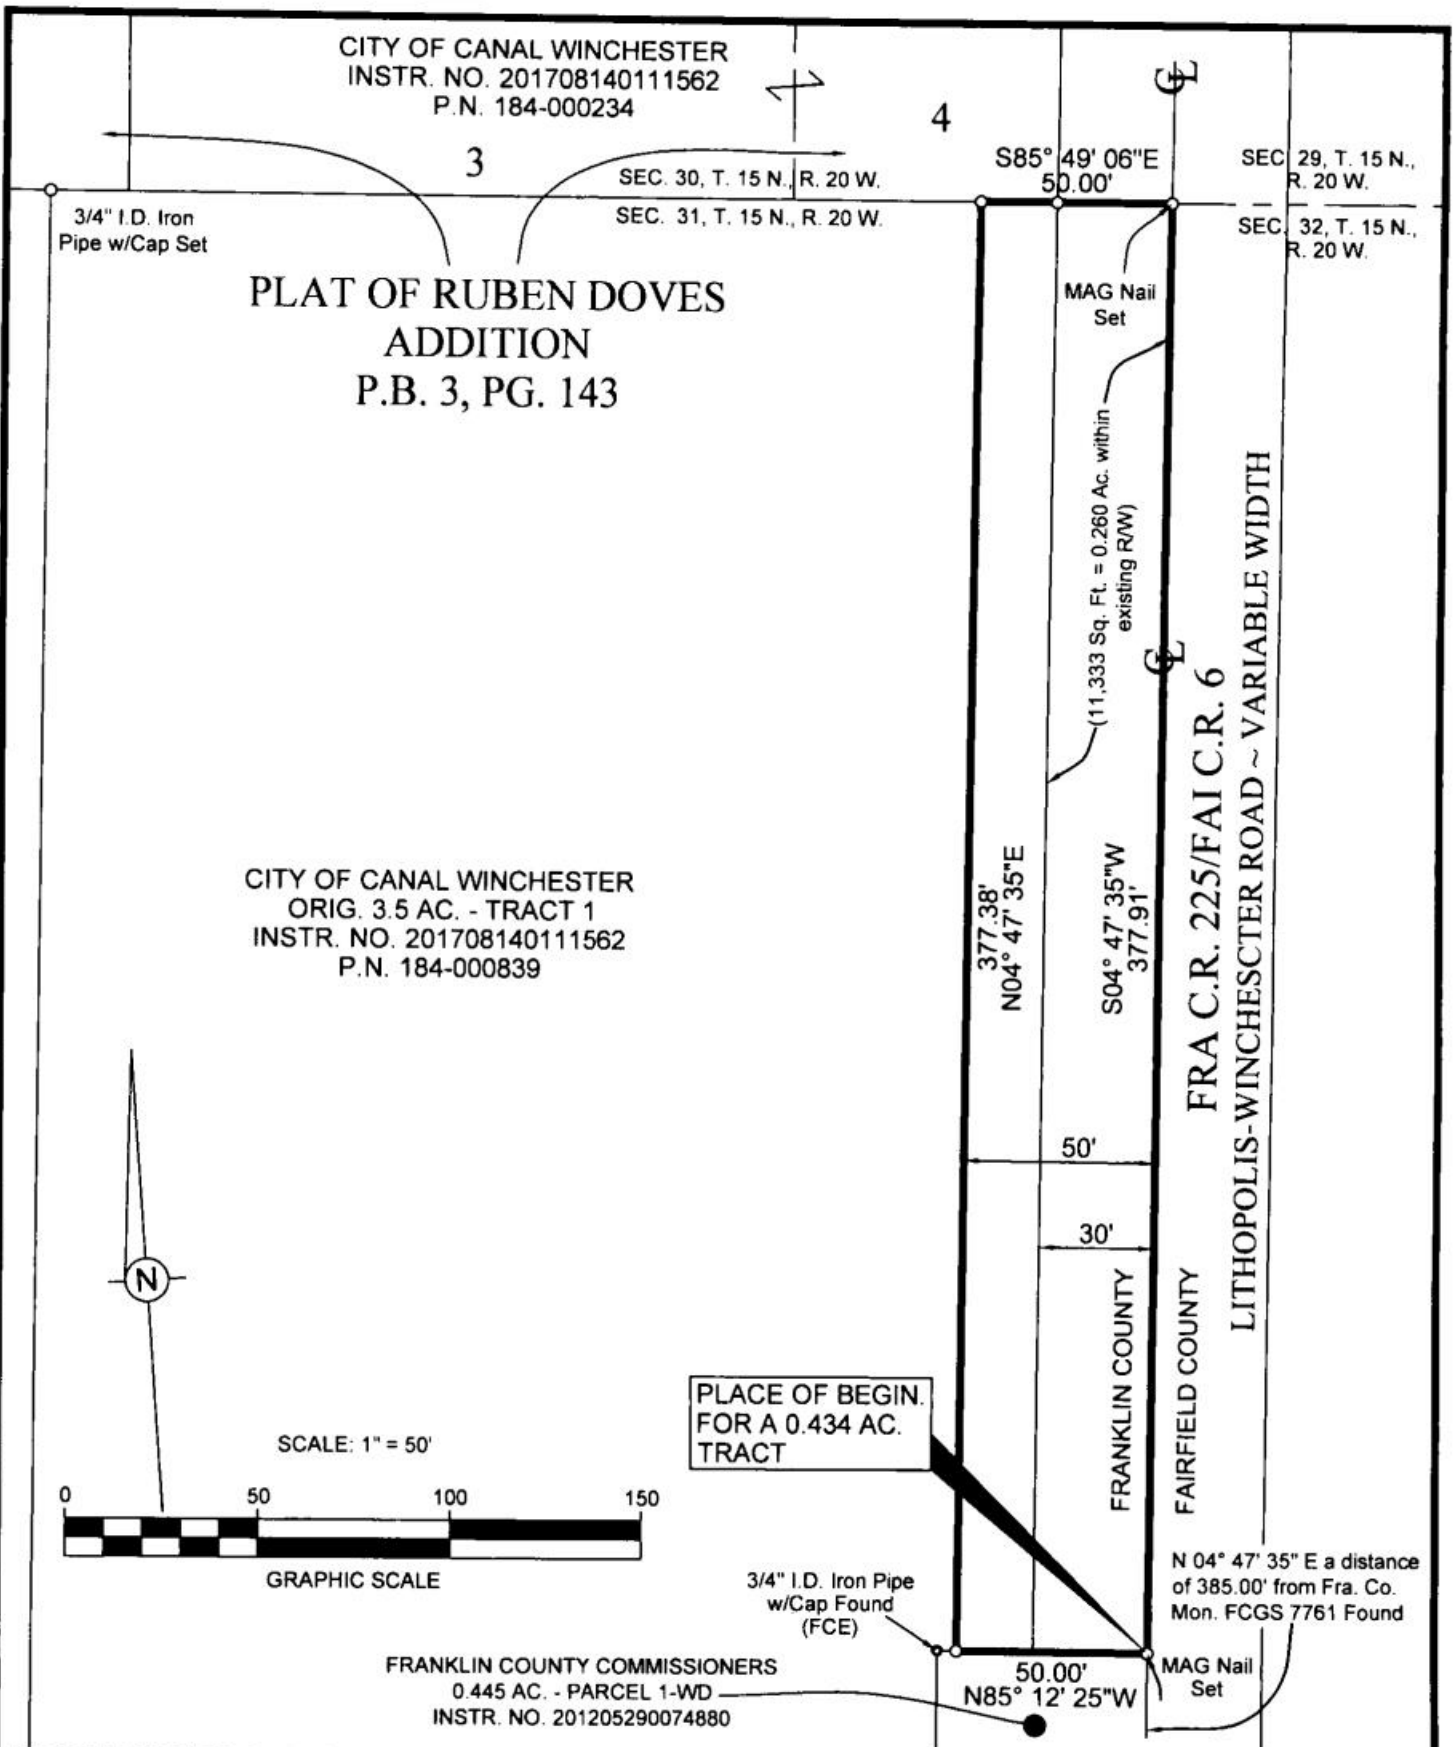 CITY OF CANAL WINCHESTER
INSTR. NO. 201708140111562
P.N. 184-000234
3
4
SEC. 30, T. 15 N., R. 20 W.
SEC. 31, T. 15 N., R. 20 W.
S85° 49' 06"E
50.00'
CL
SEC. 29, T. 15 N.,
R. 20 W.
SEC. 32, T. 15 N.,
R. 20 W.
3/4" I.D. Iron
Pipe w/Cap Set
PLAT OF RUBEN DOVES
ADDITION
P.B. 3, PG. 143
MAG Nail
Set
(11,333 Sq. Ft. = 0.260 Ac. within
existing R/W)
CL
FRA C.R. 225/FAI C.R. 6
LITHOPOLIS-WINCHESCTER ROAD ~ VARIABLE WIDTH
CITY OF CANAL WINCHESTER
ORIG. 3.5 AC. - TRACT 1
INSTR. NO. 201708140111562
P.N. 184-000839
377.38'
N04° 47' 35"E
S04° 47' 35"W
377.91'
50'
30'
N
FRANKLIN COUNTY
FAIRFIELD COUNTY
PLACE OF BEGIN.
FOR A 0.434 AC.
TRACT
SCALE: 1" = 50'
0 50 100 150
GRAPHIC SCALE
3/4" I.D. Iron Pipe
w/Cap Found
(FCE)
N 04° 47' 35" E a distance
of 385.00' from Fra. Co.
Mon. FCGS 7761 Found
FRANKLIN COUNTY COMMISSIONERS
0.445 AC. - PARCEL 1-WD
INSTR. NO. 201205290074880
50.00'
N85° 12' 25"W
MAG Nail
Set